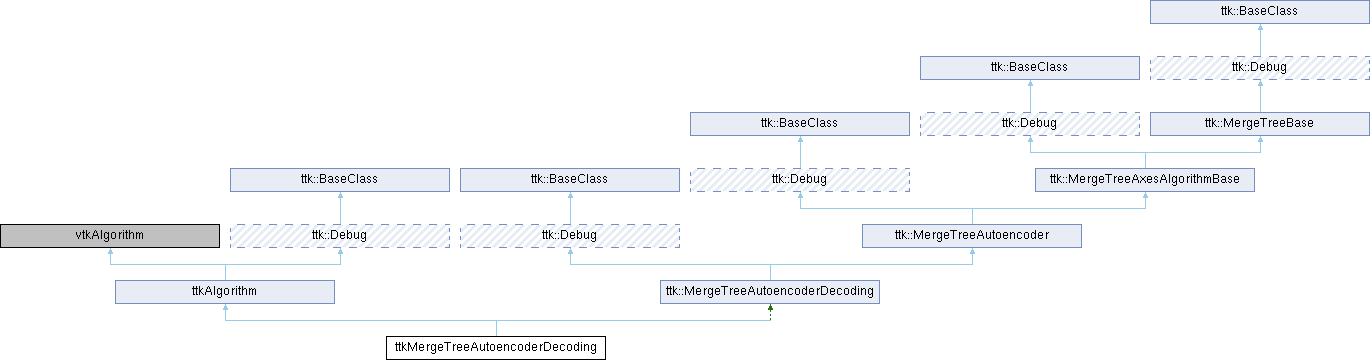 ttk::BaseClass
ttk::BaseClass
ttk::Debug
ttk::BaseClass
ttk::Debug
ttk::MergeTreeBase
ttk::BaseClass
ttk::BaseClass
ttk::Debug
ttk::MergeTreeAxesAlgorithmBase
vtkAlgorithm
ttk::Debug
ttk::Debug
ttk::MergeTreeAutoencoder
ttkAlgorithm
ttk::MergeTreeAutoencoderDecoding
ttkMergeTreeAutoencoderDecoding